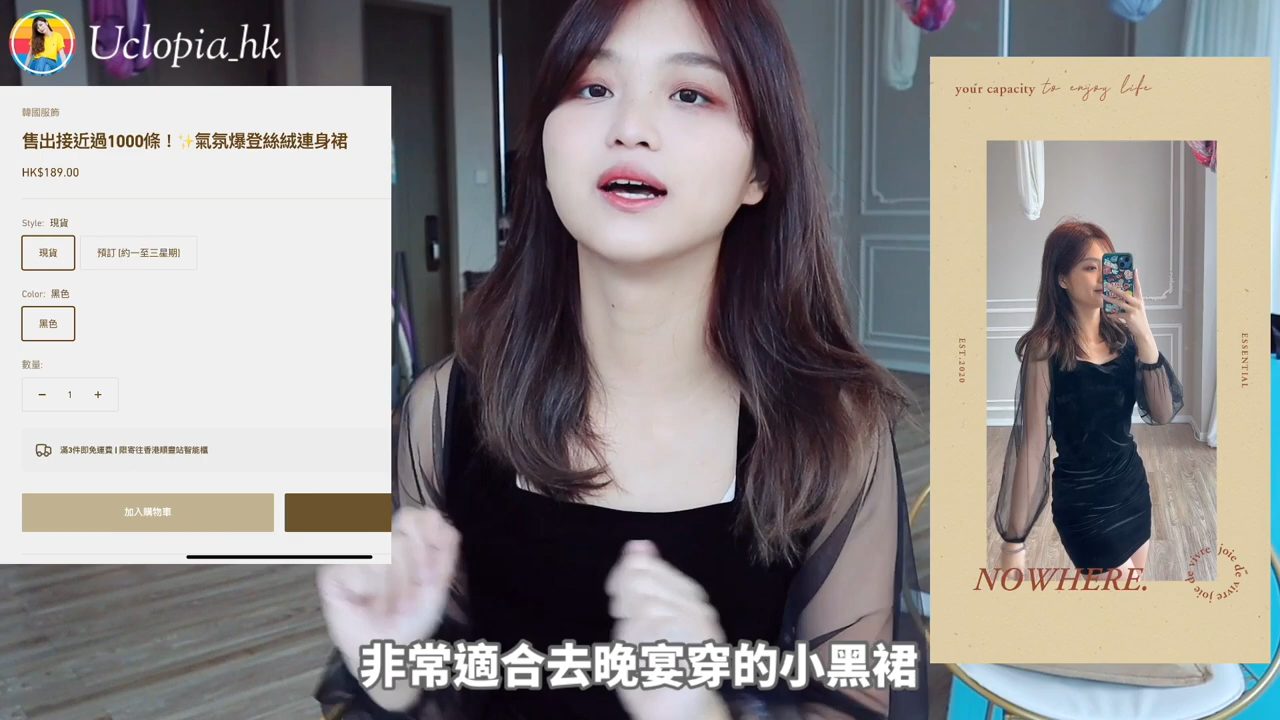 Uclopia_hk
韓國服飾
售出接近過1000條！✨氣氛爆登絲絨連身裙
HK$189.00
Style: 現貨
現貨
預訂 (約一至三星期)
Color: 黑色
黑色
數量:
− 1 +
滿3件即免運費 | 限寄往香港順豐站智能櫃
加入購物車
your capacity to enjoy life
EST.2020
ESSENTIAL
NOWHERE.
joie de vivre joie de vivre
非常適合去晚宴穿的小黑裙